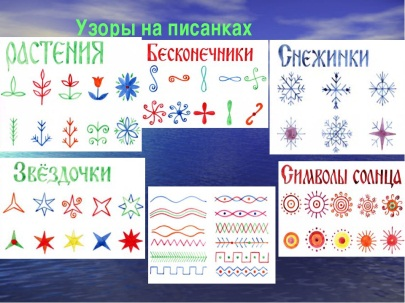 Узоры на писанках
РАСТЕНИЯ
БЕСКОНЕЧНИКИ
СНЕЖИНКИ
ЗВЁЗДОЧКИ
СИМВОЛЫ СОЛНЦА